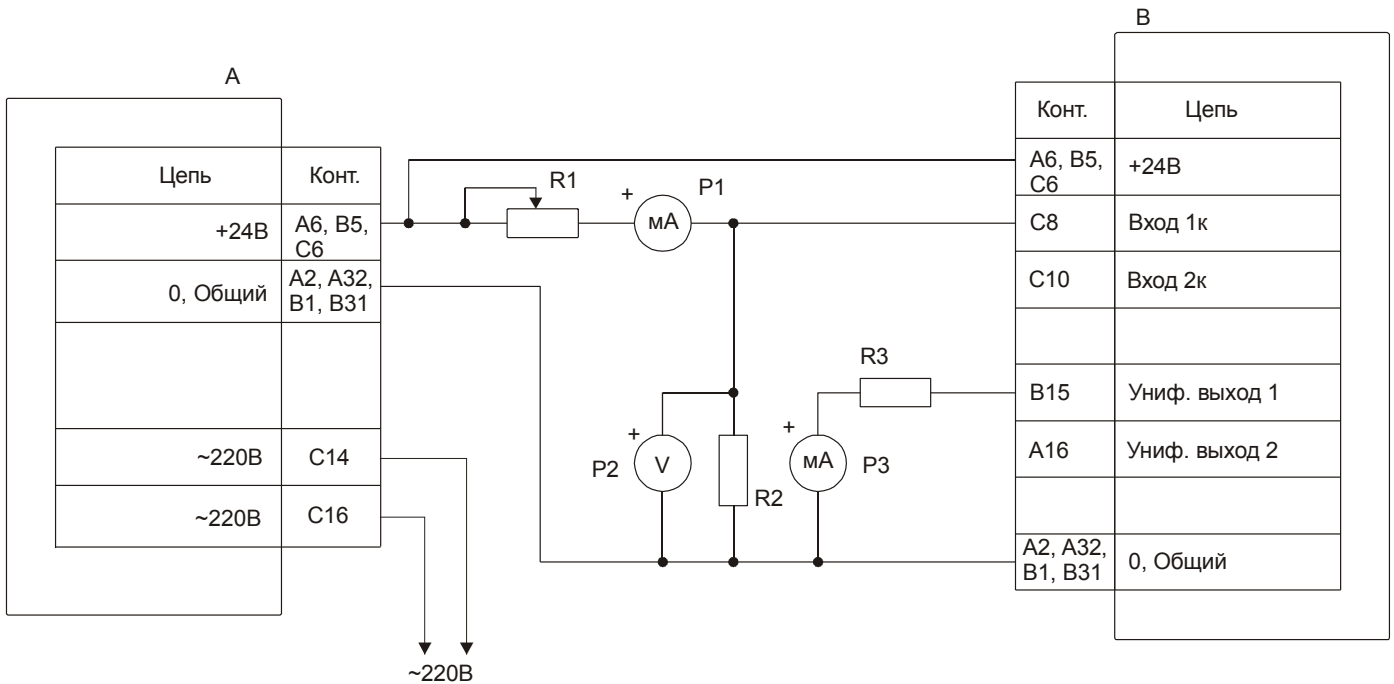 B
A
Конт.
Цепь
A6, B5,
C6
+24В
Цепь
Конт.
R1
P1
+
мА
+24В
A6, B5,
C6
C8
Вход 1к
0, Общий
A2, A32,
B1, B31
C10
Вход 2к
R3
B15
Униф. выход 1
+
+
~220В
C14
P2
V
R2
мА
P3
A16
Униф. выход 2
~220В
C16
A2, A32,
B1, B31
0, Общий
~220В